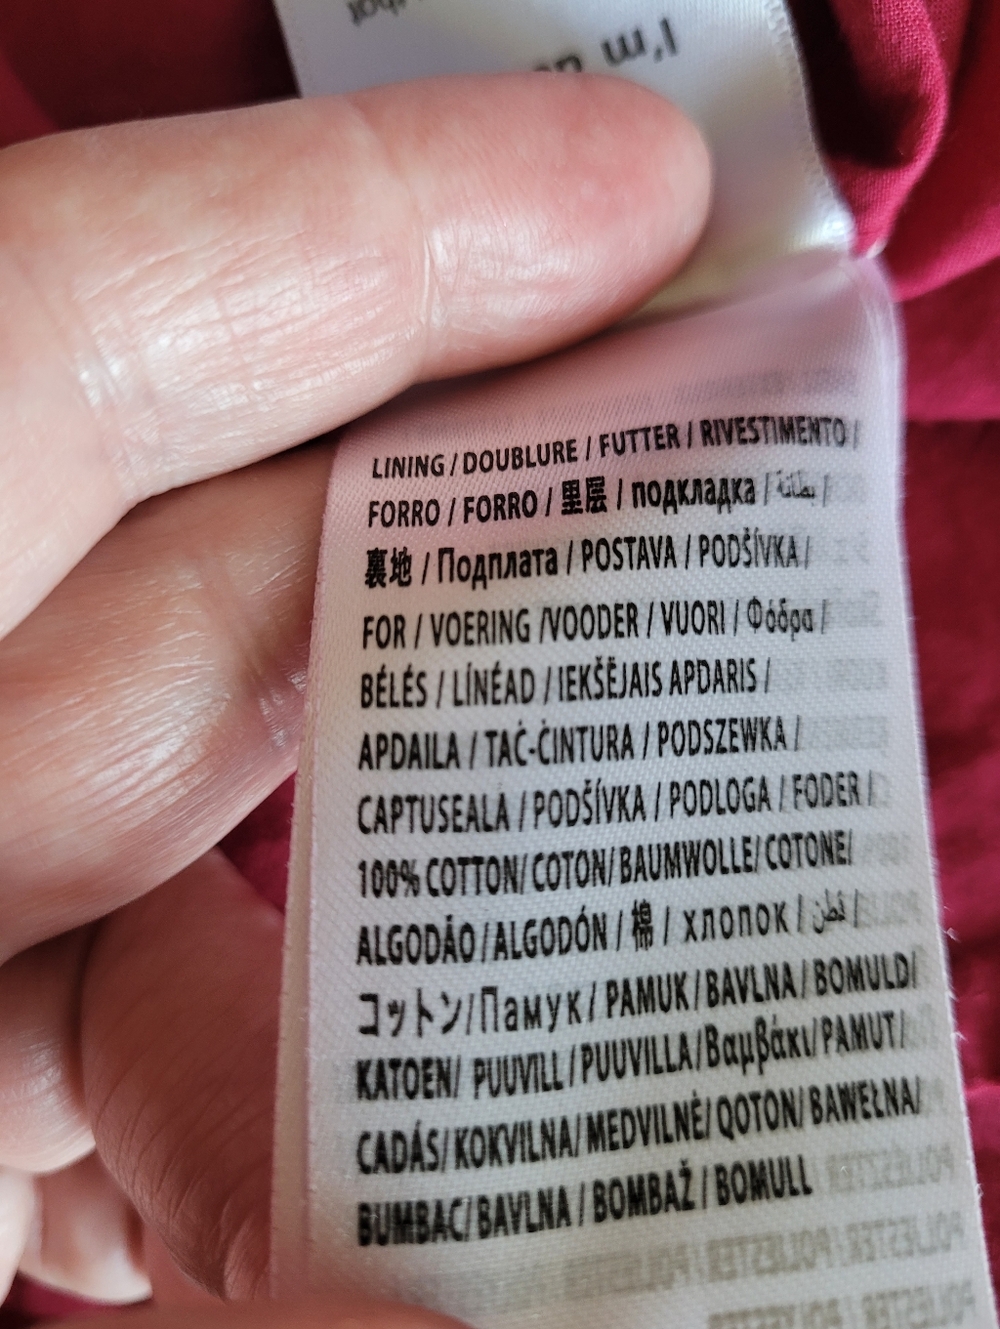 I'm
LINING / DOUBLURE / FUTTER / RIVESTIMENTO /
FORRO / FORRO / 里层 / подкладка / بطانة /
裏地 / Подплата / POSTAVA / PODŠÍVKA /
FOR / VOERING /VOODER / VUORI / Φόδρα /
BÉLÉS / LÍNÉAD / IEKŠĒJAIS APDARIS /
APDAILA / TAĊ-ĊINTURA / PODSZEWKA /
CAPTUSEALĂ / PODŠÍVKA / PODLOGA / FODER /
100% COTTON/ COTON/ BAUMWOLLE/ COTONE/
ALGODÃO / ALGODÓN / 棉 / хлопок / قطن /
コットン/Памук / PAMUK / BAVLNA / BOMULD/
KATOEN/ PUUVILL / PUUVILLA/ Βαμβάκι/ PAMUT/
CADÁS/ KOKVILNA/ MEDVILNĖ/ QOTON/ BAWEŁNA/
BUMBAC/ BAVLNA / BOMBAŽ / BOMULL